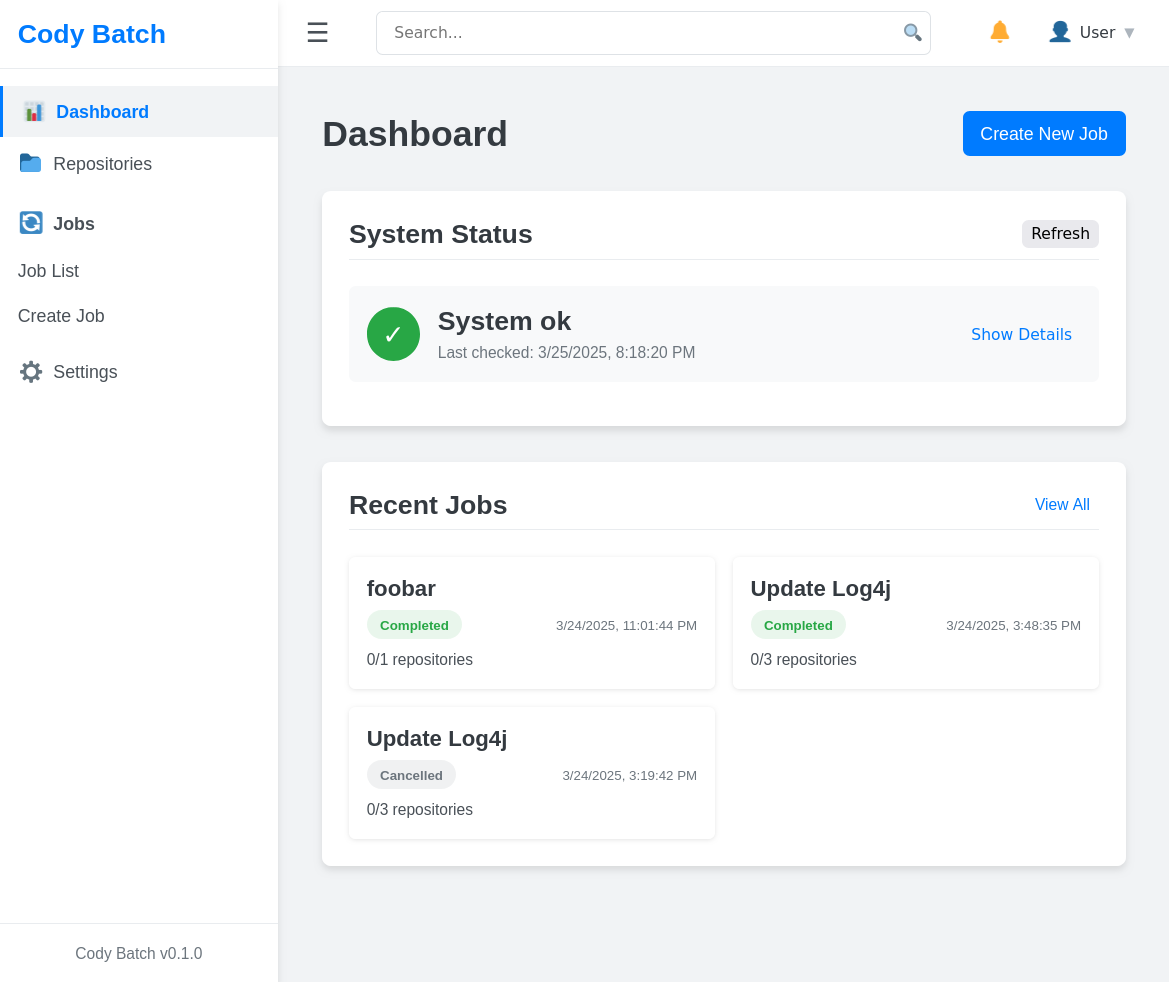 Cody Batch
Search...
User ▼
Dashboard
Repositories
Jobs
Job List
Create Job
Settings
Cody Batch v0.1.0
Dashboard
Create New Job
System Status
Refresh
System ok
Last checked: 3/25/2025, 8:18:20 PM
Show Details
Recent Jobs
View All
foobar
Completed
3/24/2025, 11:01:44 PM
0/1 repositories
Update Log4j
Completed
3/24/2025, 3:48:35 PM
0/3 repositories
Update Log4j
Cancelled
3/24/2025, 3:19:42 PM
0/3 repositories